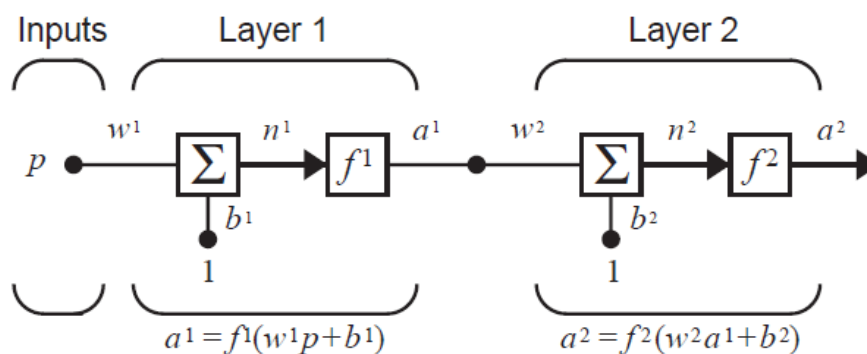 Inputs Layer 1 Layer 2
w¹ n¹ a¹ w² n² a²
p Σ f¹ Σ f²
b¹ b²
1 1
a¹ = f¹(w¹p+b¹) a² = f²(w²a¹+b²)